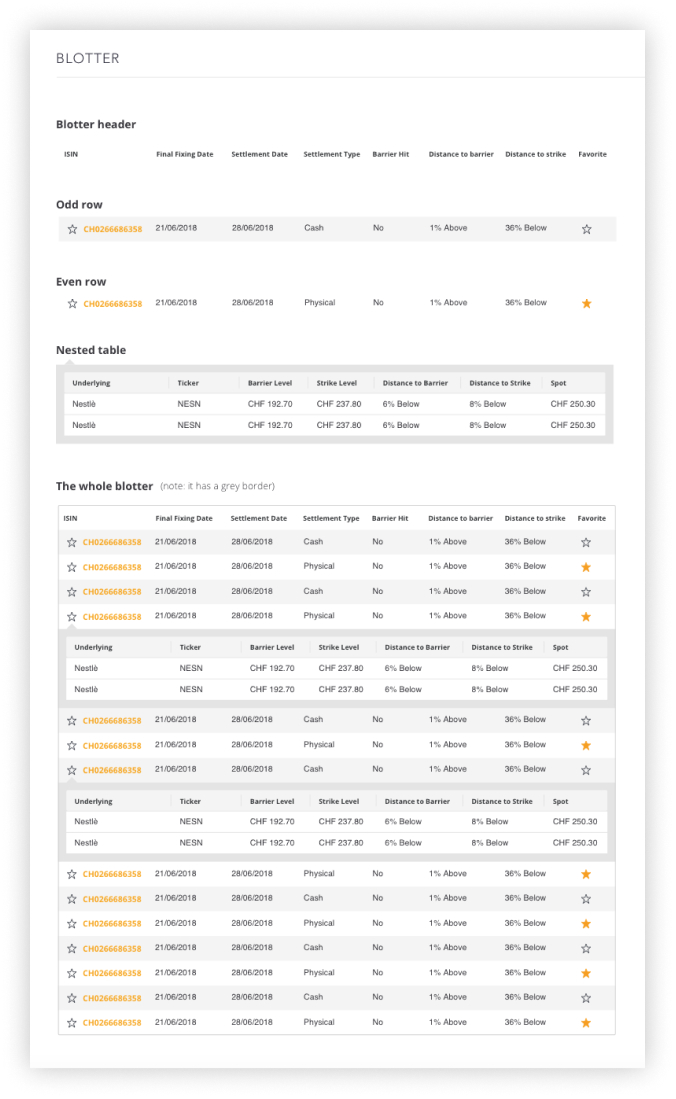 BLOTTER
Blotter header
ISIN Final Fixing Date Settlement Date Settlement Type Barrier Hit Distance to barrier Distance to strike Favorite
Odd row
CH0266686358 21/06/2018 28/06/2018 Cash No 1% Above 36% Below
Even row
CH0266686358 21/06/2018 28/06/2018 Physical No 1% Above 36% Below
Nested table
Underlying Ticker Barrier Level Strike Level Distance to Barrier Distance to Strike Spot
Nestlè NESN CHF 192.70 CHF 237.80 6% Below 8% Below CHF 250.30
Nestlè NESN CHF 192.70 CHF 237.80 6% Below 8% Below CHF 250.30
The whole blotter (note: it has a grey border)
ISIN Final Fixing Date Settlement Date Settlement Type Barrier Hit Distance to barrier Distance to strike Favorite
CH0266686358 21/06/2018 28/06/2018 Cash No 1% Above 36% Below
CH0266686358 21/06/2018 28/06/2018 Physical No 1% Above 36% Below
CH0266686358 21/06/2018 28/06/2018 Cash No 1% Above 36% Below
CH0266686358 21/06/2018 28/06/2018 Physical No 1% Above 36% Below
Underlying Ticker Barrier Level Strike Level Distance to Barrier Distance to Strike Spot
Nestlè NESN CHF 192.70 CHF 237.80 6% Below 8% Below CHF 250.30
Nestlè NESN CHF 192.70 CHF 237.80 6% Below 8% Below CHF 250.30
CH0266686358 21/06/2018 28/06/2018 Cash No 1% Above 36% Below
CH0266686358 21/06/2018 28/06/2018 Physical No 1% Above 36% Below
CH0266686358 21/06/2018 28/06/2018 Cash No 1% Above 36% Below
Underlying Ticker Barrier Level Strike Level Distance to Barrier Distance to Strike Spot
Nestlè NESN CHF 192.70 CHF 237.80 6% Below 8% Below CHF 250.30
Nestlè NESN CHF 192.70 CHF 237.80 6% Below 8% Below CHF 250.30
CH0266686358 21/06/2018 28/06/2018 Physical No 1% Above 36% Below
CH0266686358 21/06/2018 28/06/2018 Cash No 1% Above 36% Below
CH0266686358 21/06/2018 28/06/2018 Physical No 1% Above 36% Below
CH0266686358 21/06/2018 28/06/2018 Cash No 1% Above 36% Below
CH0266686358 21/06/2018 28/06/2018 Physical No 1% Above 36% Below
CH0266686358 21/06/2018 28/06/2018 Cash No 1% Above 36% Below
CH0266686358 21/06/2018 28/06/2018 Physical No 1% Above 36% Below